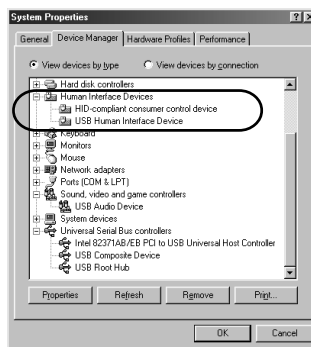 System Properties
General
Device Manager
Hardware Profiles
Performance
View devices by type
View devices by connection
Hard disk controllers
Human Interface Devices
HID-compliant consumer control device
USB Human Interface Device
Keyboard
Monitors
Mouse
Network adapters
Ports (COM & LPT)
Sound, video and game controllers
USB Audio Device
System devices
Universal Serial Bus controllers
Intel 82371AB/EB PCI to USB Universal Host Controller
USB Composite Device
USB Root Hub
Properties
Refresh
Remove
Print...
OK
Cancel